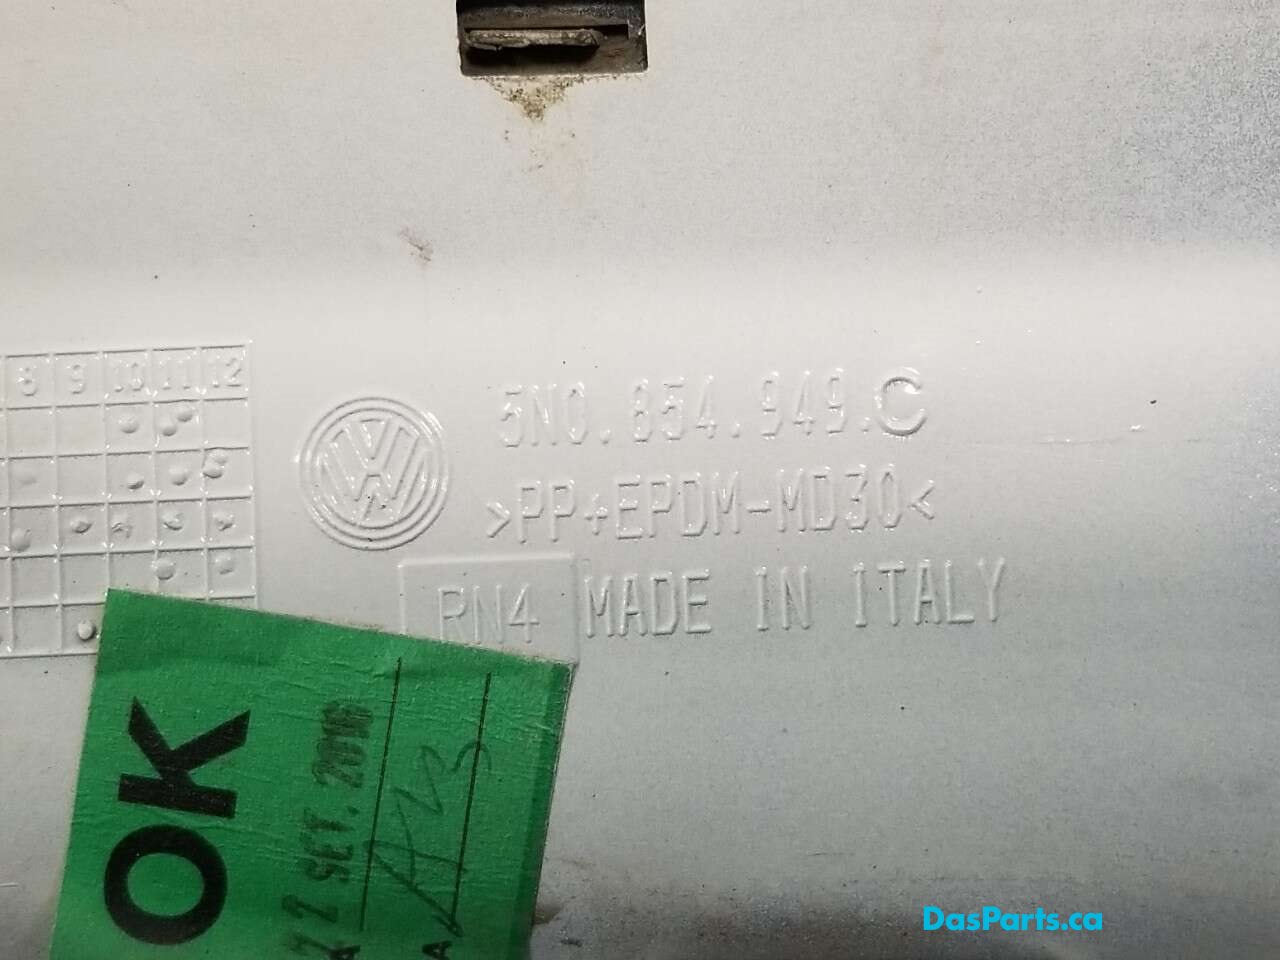 8 9 10 11 12
5N0.854.949.C
>PP+EPDM-MD30<
RN4 MADE IN ITALY
OK
SET. 2016
A
A
DasParts.ca